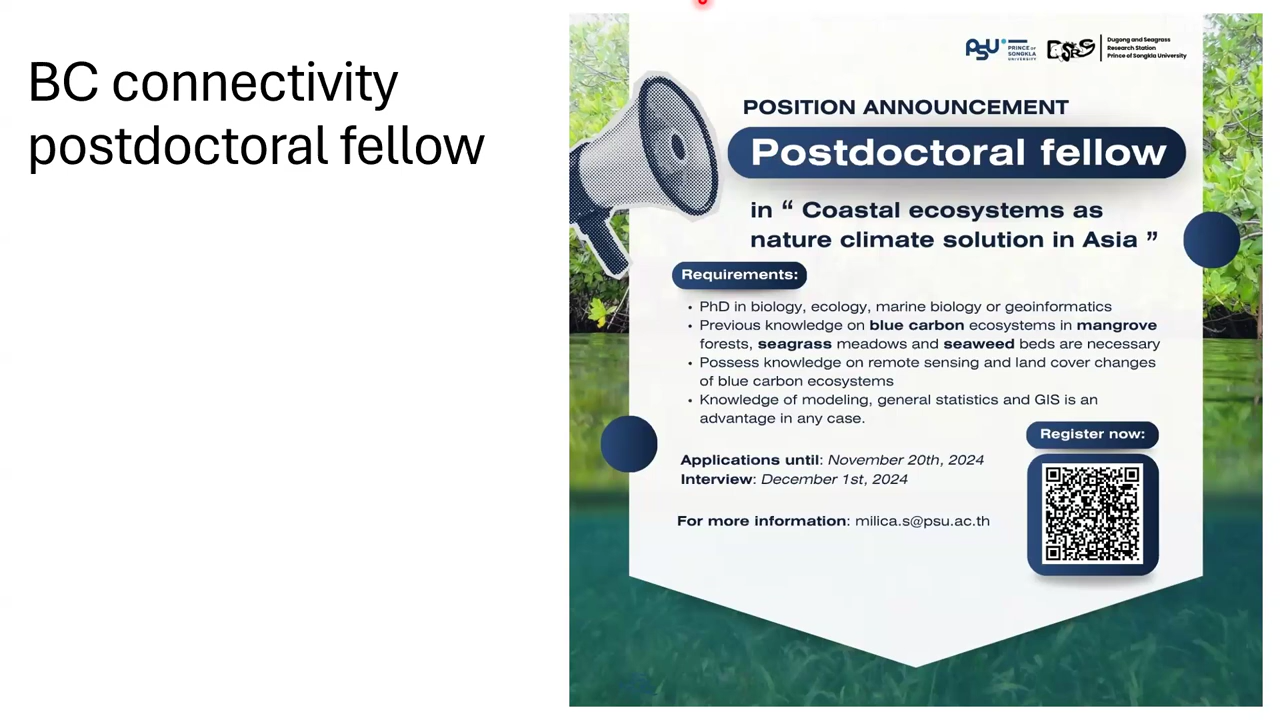 BC connectivity
postdoctoral fellow
PSU PRINCE OF
SONGKLA
UNIVERSITY
Dugong and Seagrass
Research Station
Prince of Songkla University
POSITION ANNOUNCEMENT
Postdoctoral fellow
in “ Coastal ecosystems as
nature climate solution in Asia ”
Requirements:
• PhD in biology, ecology, marine biology or geoinformatics
• Previous knowledge on blue carbon ecosystems in mangrove
forests, seagrass meadows and seaweed beds are necessary
• Possess knowledge on remote sensing and land cover changes
of blue carbon ecosystems
• Knowledge of modeling, general statistics and GIS is an
advantage in any case.
Register now:
Applications until: November 20th, 2024
Interview: December 1st, 2024
For more information: milica.s@psu.ac.th